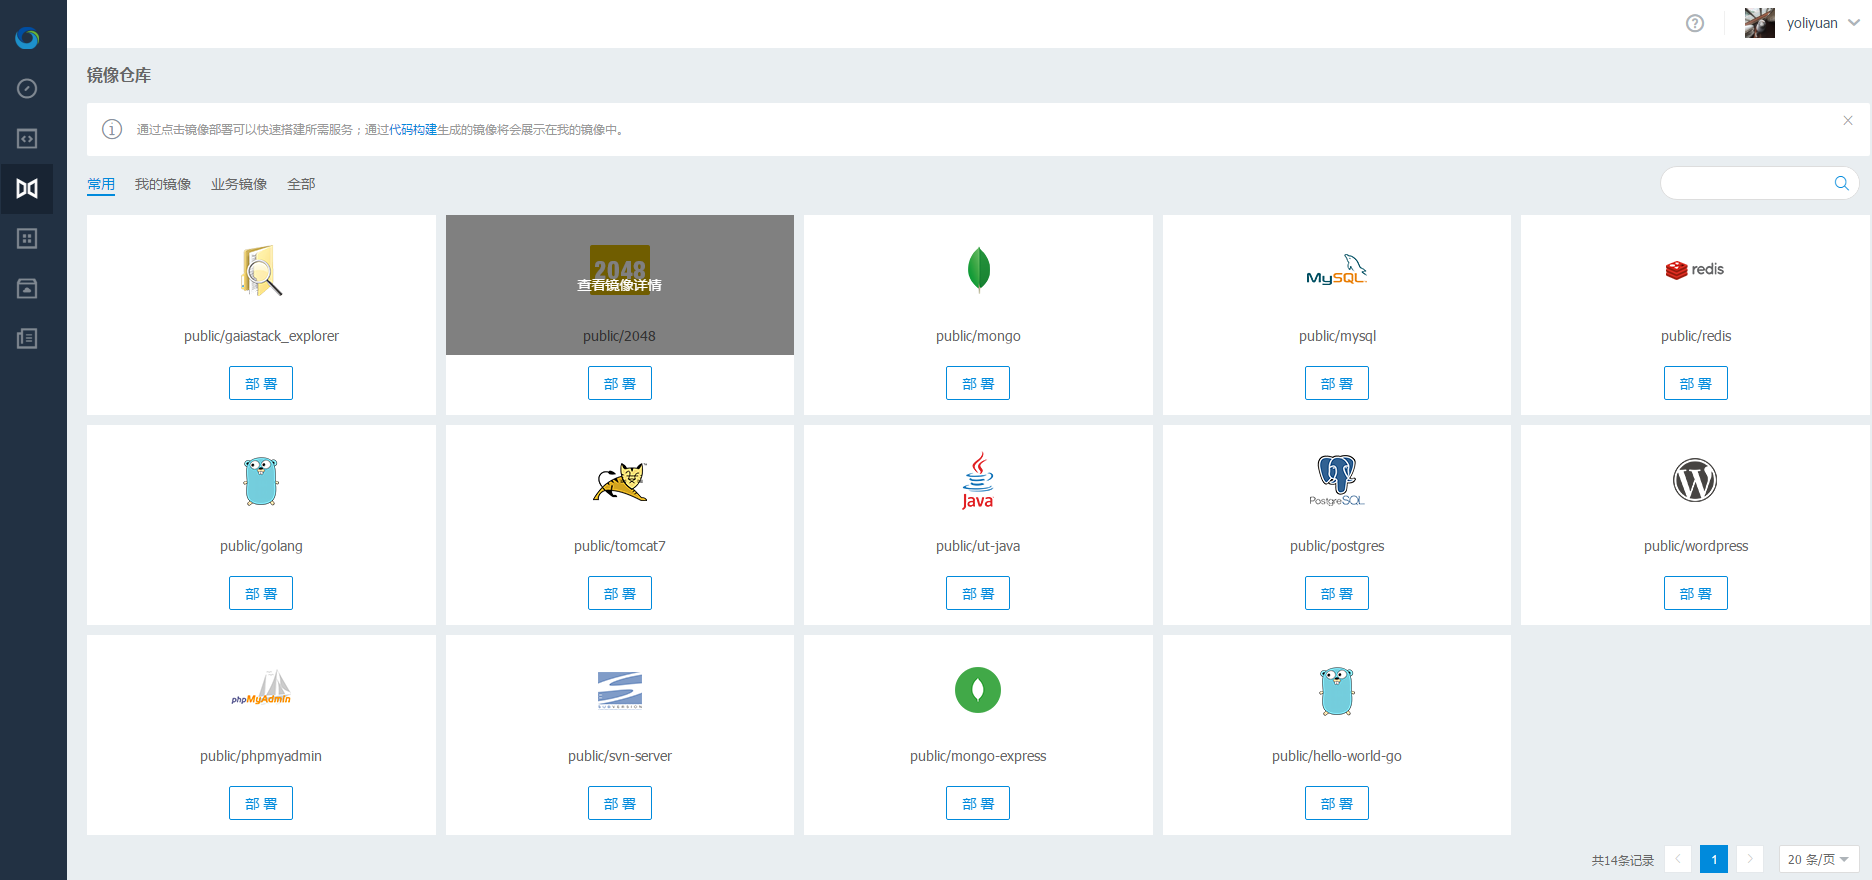 yoliyuan
镜像仓库
通过点击镜像部署可以快速搭建所需服务；通过代码构建生成的镜像将会展示在我的镜像中。
常用 我的镜像 业务镜像 全部
2048
查看镜像详情
MySQL
redis
public/gaiastack_explorer
public/2048
public/mongo
public/mysql
public/redis
部 署
部 署
部 署
部 署
部 署
Java
PostgreSQL
public/golang
public/tomcat7
public/ut-java
public/postgres
public/wordpress
部 署
部 署
部 署
部 署
部 署
phpMyAdmin
SUBVERSION
public/phpmyadmin
public/svn-server
public/mongo-express
public/hello-world-go
部 署
部 署
部 署
部 署
共14条记录 1 20 条/页